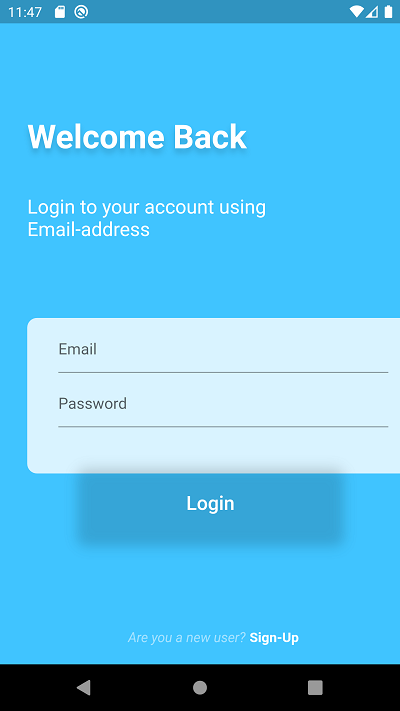 11:47
Welcome Back
Login to your account using
Email-address
Email
Password
Login
Are you a new user? Sign-Up